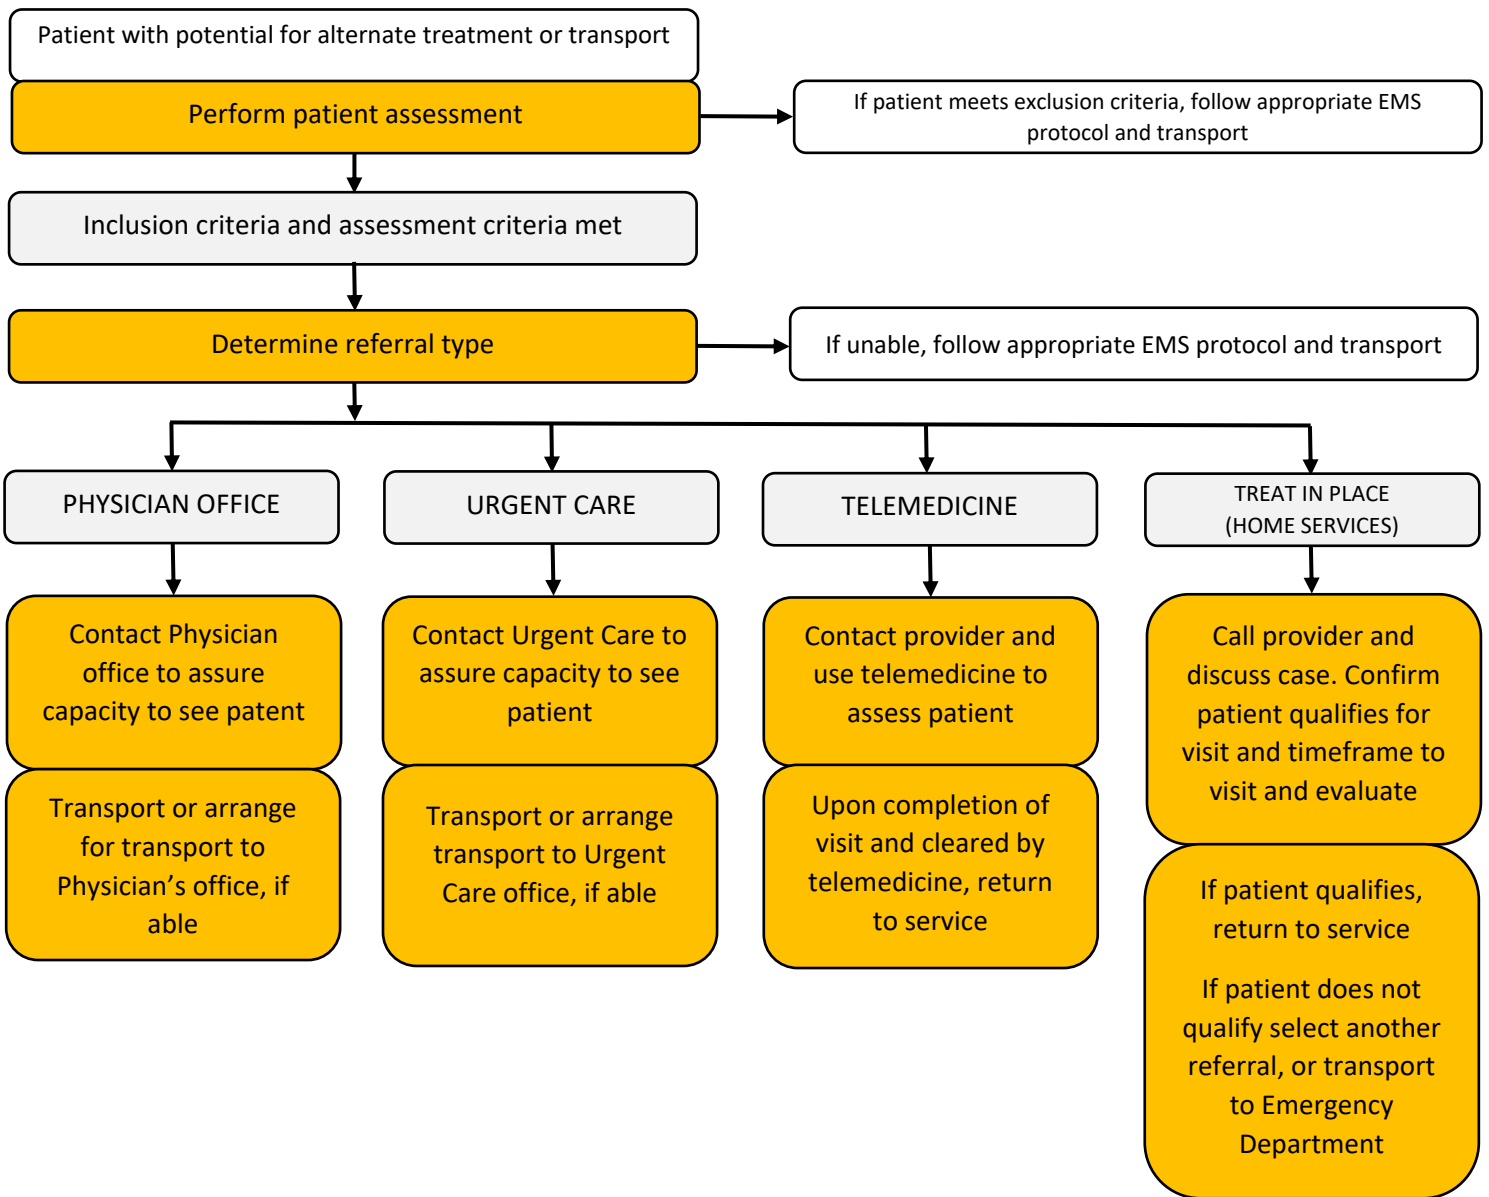 Patient with potential for alternate treatment or transport
Perform patient assessment
If patient meets exclusion criteria, follow appropriate EMS
protocol and transport
Inclusion criteria and assessment criteria met
Determine referral type
If unable, follow appropriate EMS protocol and transport
PHYSICIAN OFFICE
Contact Physician
office to assure
capacity to see patent
Transport or arrange
for transport to
Physician’s office, if
able
URGENT CARE
Contact Urgent Care to
assure capacity to see
patient
Transport or arrange
transport to Urgent
Care office, if able
TELEMEDICINE
Contact provider and
use telemedicine to
assess patient
Upon completion of
visit and cleared by
telemedicine, return
to service
TREAT IN PLACE
(HOME SERVICES)
Call provider and
discuss case. Confirm
patient qualifies for
visit and timeframe to
visit and evaluate
If patient qualifies,
return to service
If patient does not
qualify select another
referral, or transport
to Emergency
Department